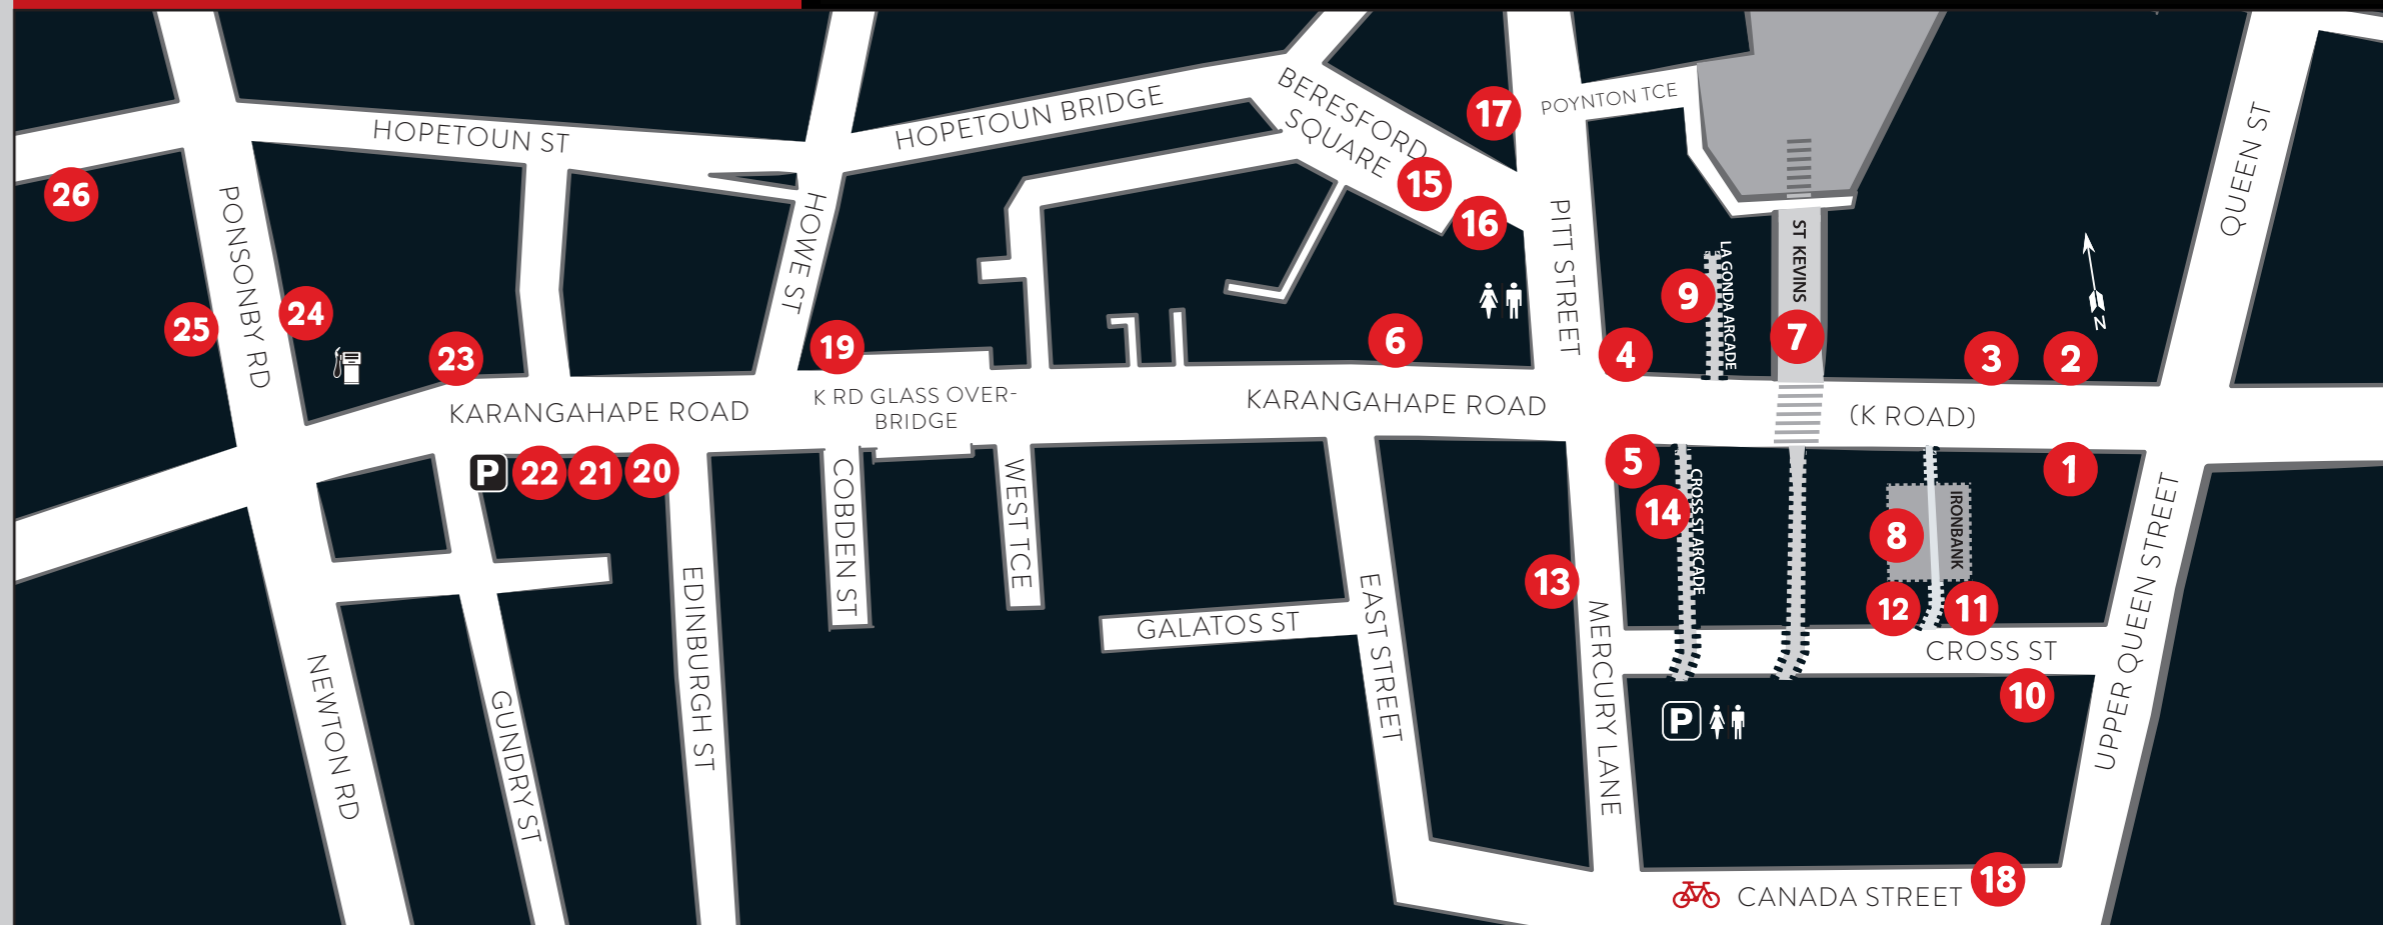 HOPETOUN ST
HOPETOUN BRIDGE
BERESFORD
SQUARE
17
POYNTON TCE
QUEEN ST
26
PONSONBY RD
HOWE ST
15
16
PITT STREET
ST KEVINS
LA GONDA ARCADE
9
25
24
23
19
6
4
7
3
2
N
KARANGAHAPE ROAD
K RD GLASS OVER-
BRIDGE
KARANGAHAPE ROAD
(K ROAD)
P
22
21
20
COBDEN ST
WEST TCE
5
14
CROSS ST ARCADE
8
IRONBANK
1
13
12
11
EDINBURGH ST
GALATOS ST
EAST STREET
MERCURY LANE
CROSS ST
UPPER QUEEN STREET
10
NEWTON RD
GUNDRY ST
P
CANADA STREET
18